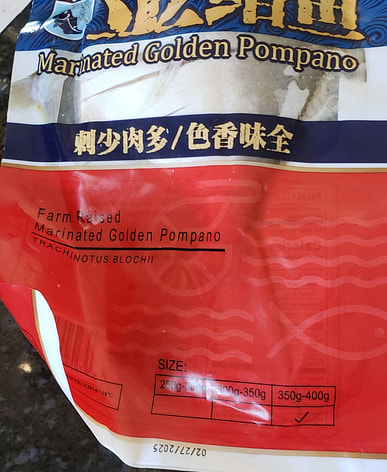 鱼
Marinated Golden Pompano
刺少肉多/色香味全
Farm Raised
Marinated Golden Pompano
TRACHINOTUS BLOCHII
SIZE:
300g-350g 350g-400g
✓
02/27/2025